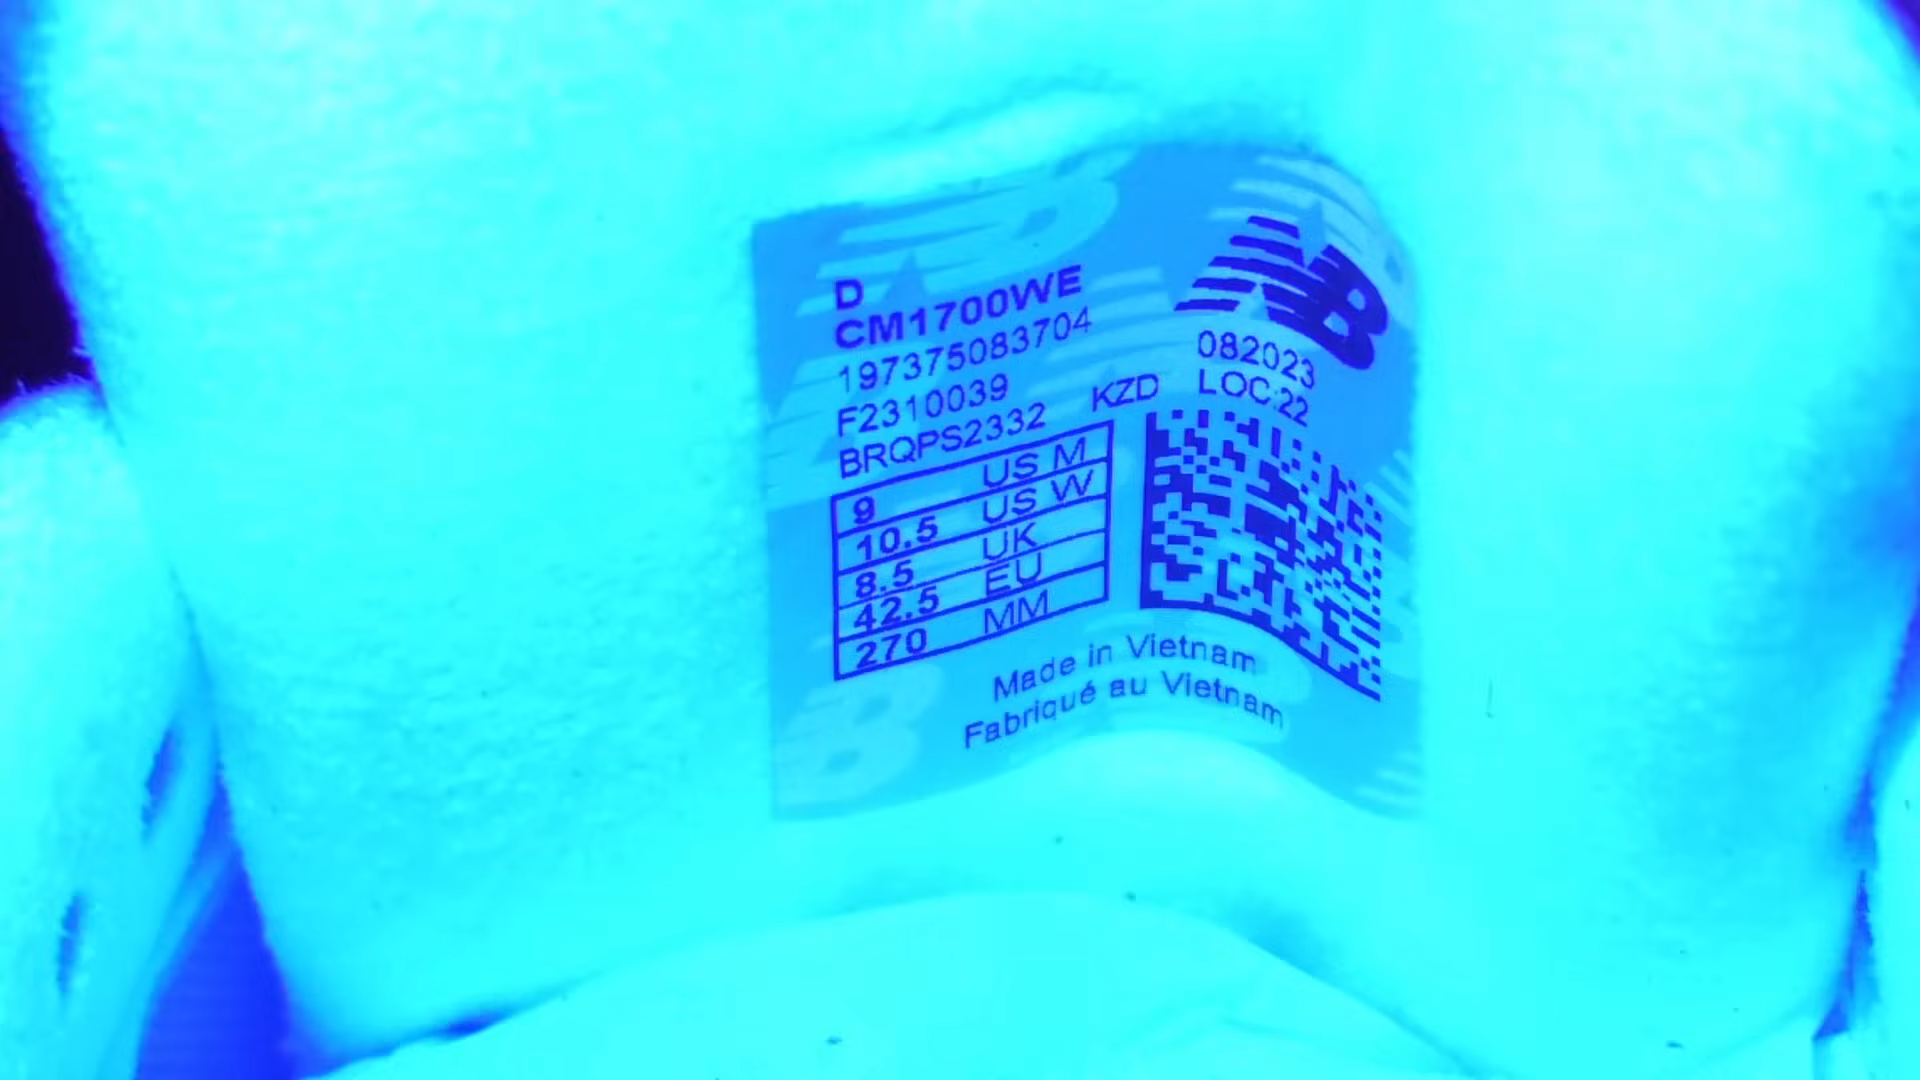 D
CM1700WE
197375083704
F2310039
BRQPS2332 KZD
NB
082023
LOC:22
9 US M
10.5 US W
8.5 UK
42.5 EU
270 MM
Made in Vietnam
Fabriqué au Vietnam